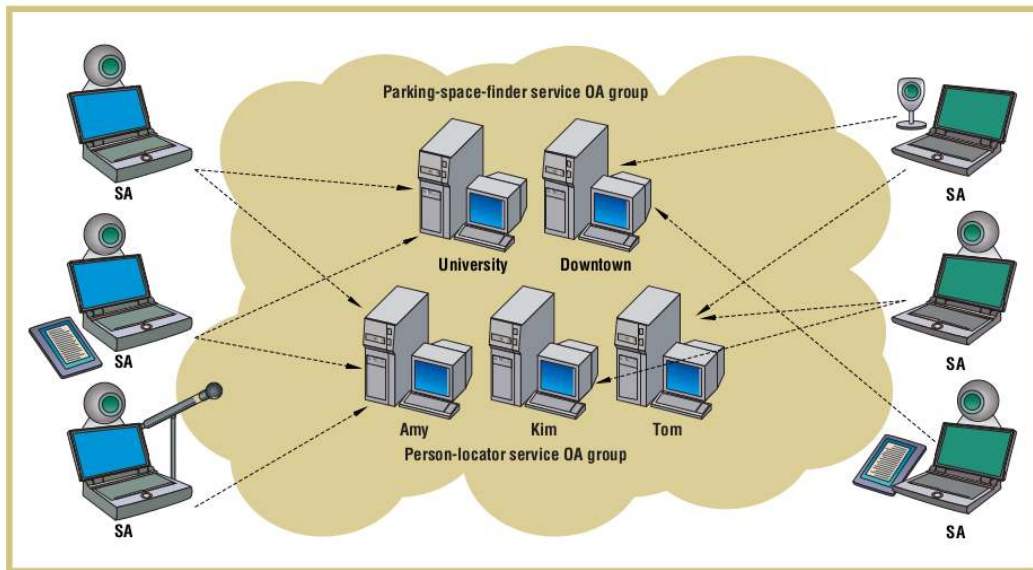 Parking-space-finder service OA group
SA
SA
University
Downtown
SA
SA
Amy
Kim
Tom
Person-locator service OA group
SA
SA